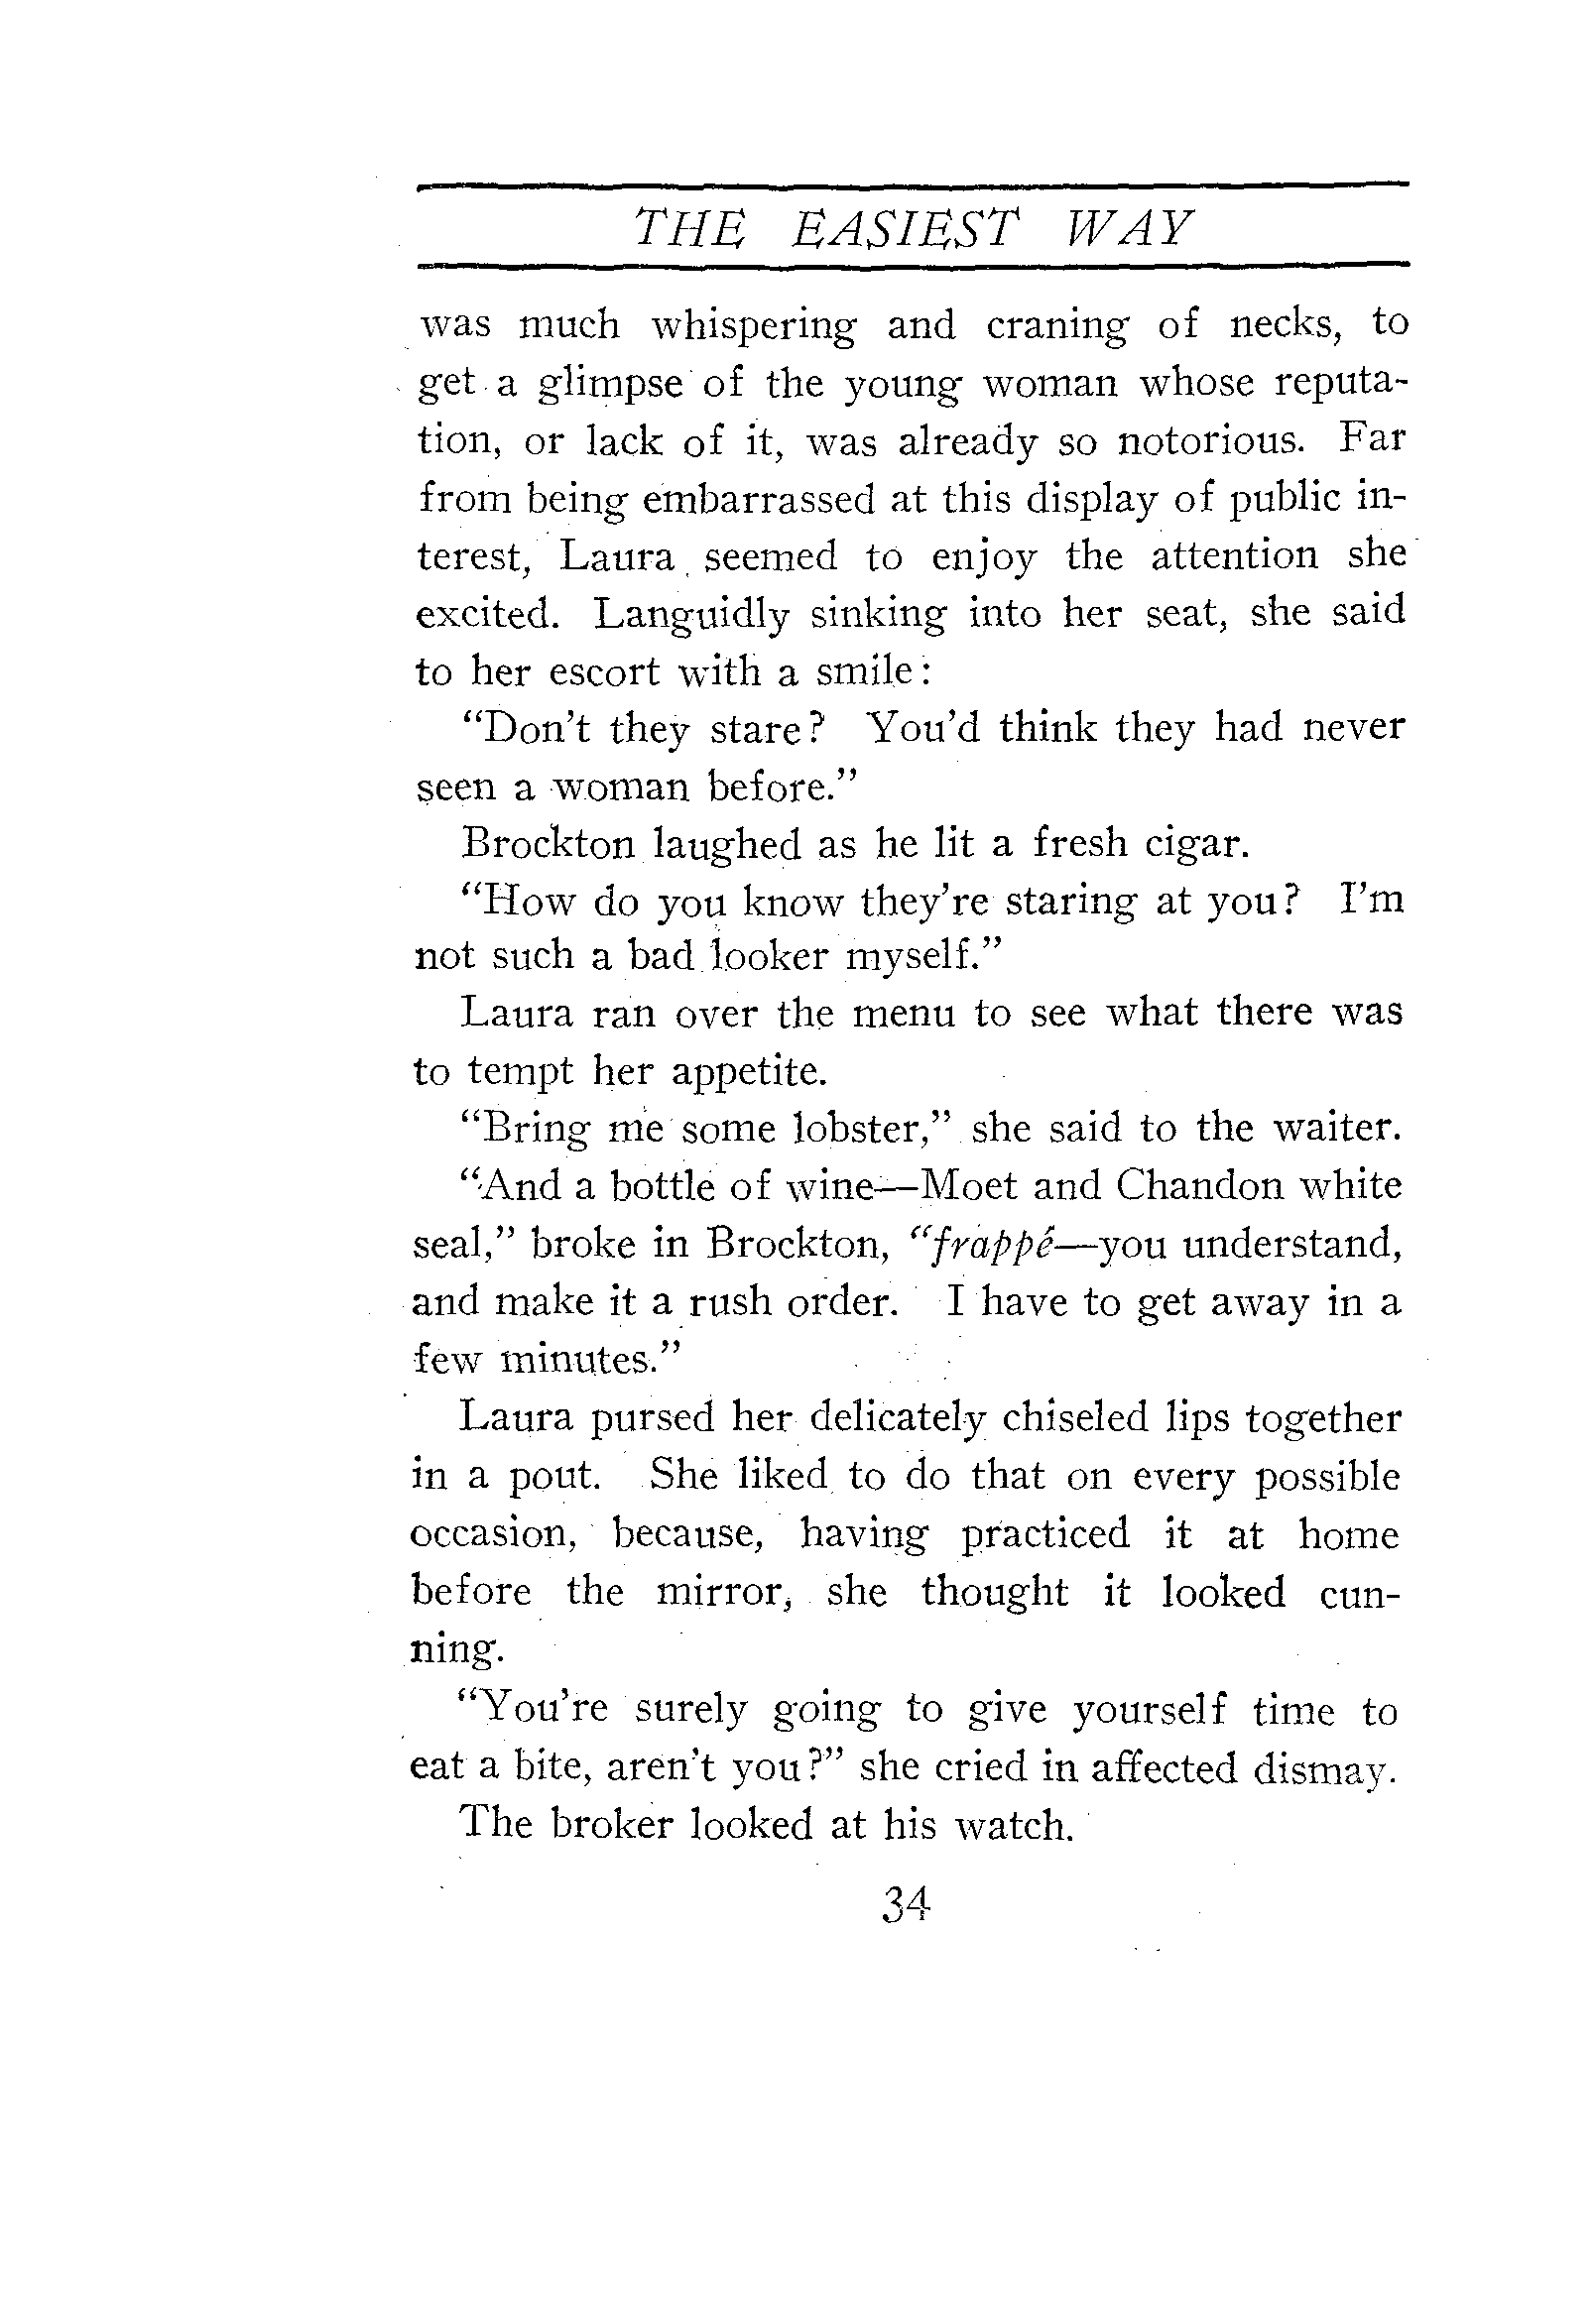 THE EASIEST WAY
was much whispering and craning of necks, to
get a glimpse of the young woman whose reputa-
tion, or lack of it, was already so notorious. Far
from being embarrassed at this display of public in-
terest, Laura seemed to enjoy the attention she
excited. Languidly sinking into her seat, she said
to her escort with a smile:
“Don't they stare? You'd think they had never
seen a woman before.”
Brockton laughed as he lit a fresh cigar.
“How do you know they're staring at you? I'm
not such a bad looker myself.”
Laura ran over the menu to see what there was
to tempt her appetite.
“Bring me some lobster,” she said to the waiter.
“And a bottle of wine—Moet and Chandon white
seal,” broke in Brockton, “frappé—you understand,
and make it a rush order. I have to get away in a
few minutes.”
Laura pursed her delicately chiseled lips together
in a pout. She liked to do that on every possible
occasion, because, having practiced it at home
before the mirror, she thought it looked cun-
ning.
“You're surely going to give yourself time to
eat a bite, aren't you?” she cried in affected dismay.
The broker looked at his watch.
34